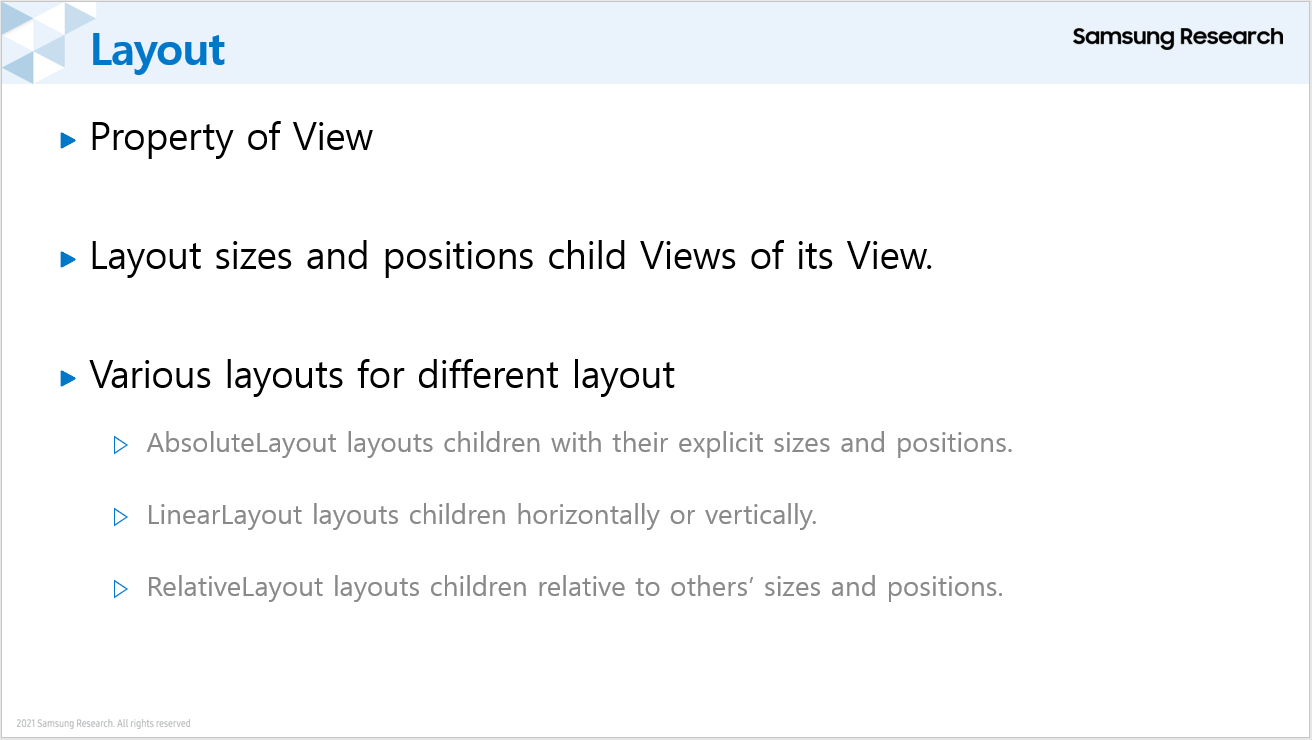 Layout
Samsung Research
Property of View
Layout sizes and positions child Views of its View.
Various layouts for different layout
AbsoluteLayout layouts children with their explicit sizes and positions.
LinearLayout layouts children horizontally or vertically.
RelativeLayout layouts children relative to others’ sizes and positions.
2021 Samsung Research. All rights reserved